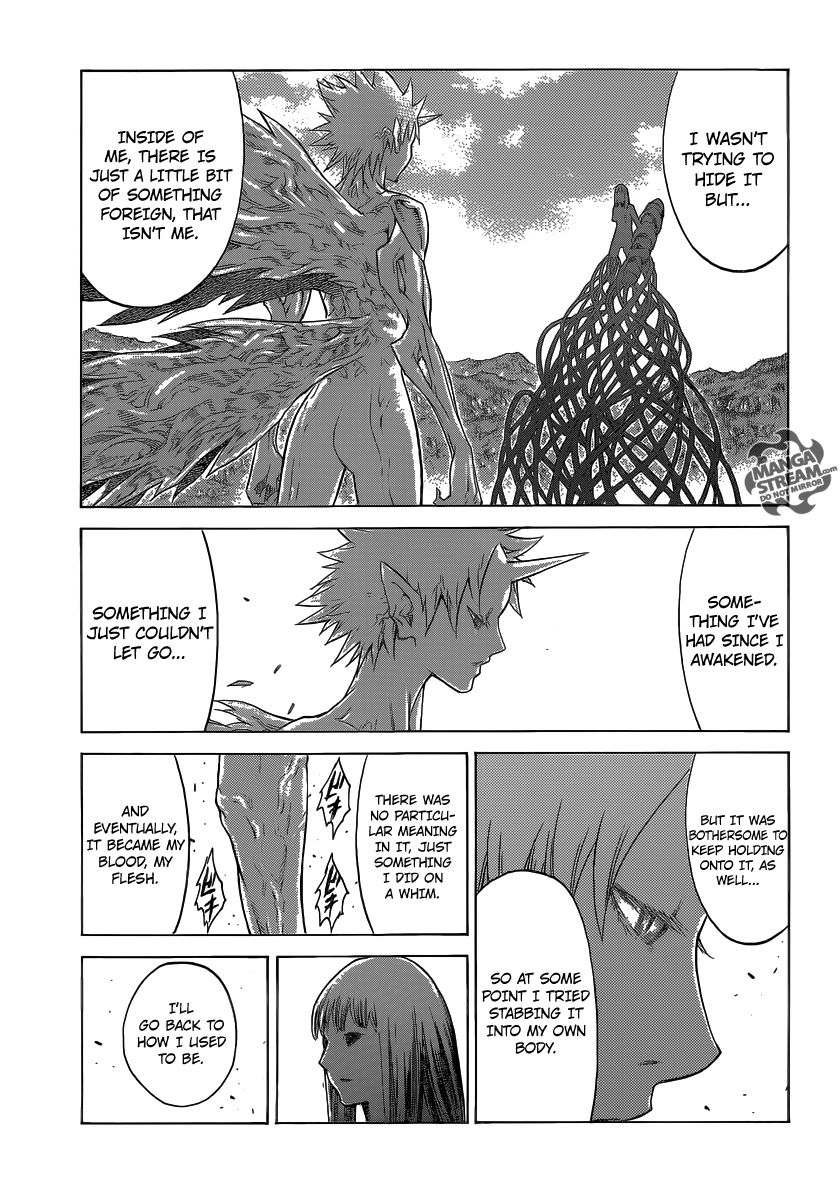 I WASN'T
TRYING TO
HIDE IT
BUT...
INSIDE OF
ME, THERE IS
JUST A LITTLE BIT
OF SOMETHING
FOREIGN, THAT
ISN'T ME.
MANGA
STREAM.com
DO NOT MIRROR
SOME-
THING I'VE
HAD SINCE I
AWAKENED.
SOMETHING I
JUST COULDN'T
LET GO...
BUT IT WAS
BOTHERSOME TO
KEEP HOLDING
ONTO IT, AS
WELL...
SO AT SOME
POINT I TRIED
STABBING IT
INTO MY OWN
BODY.
THERE WAS
NO PARTICU-
LAR MEANING
IN IT, JUST
SOMETHING
I DID ON
A WHIM.
AND
EVENTUALLY,
IT BECAME MY
BLOOD, MY
FLESH.
I'LL
GO BACK TO
HOW I USED
TO BE.